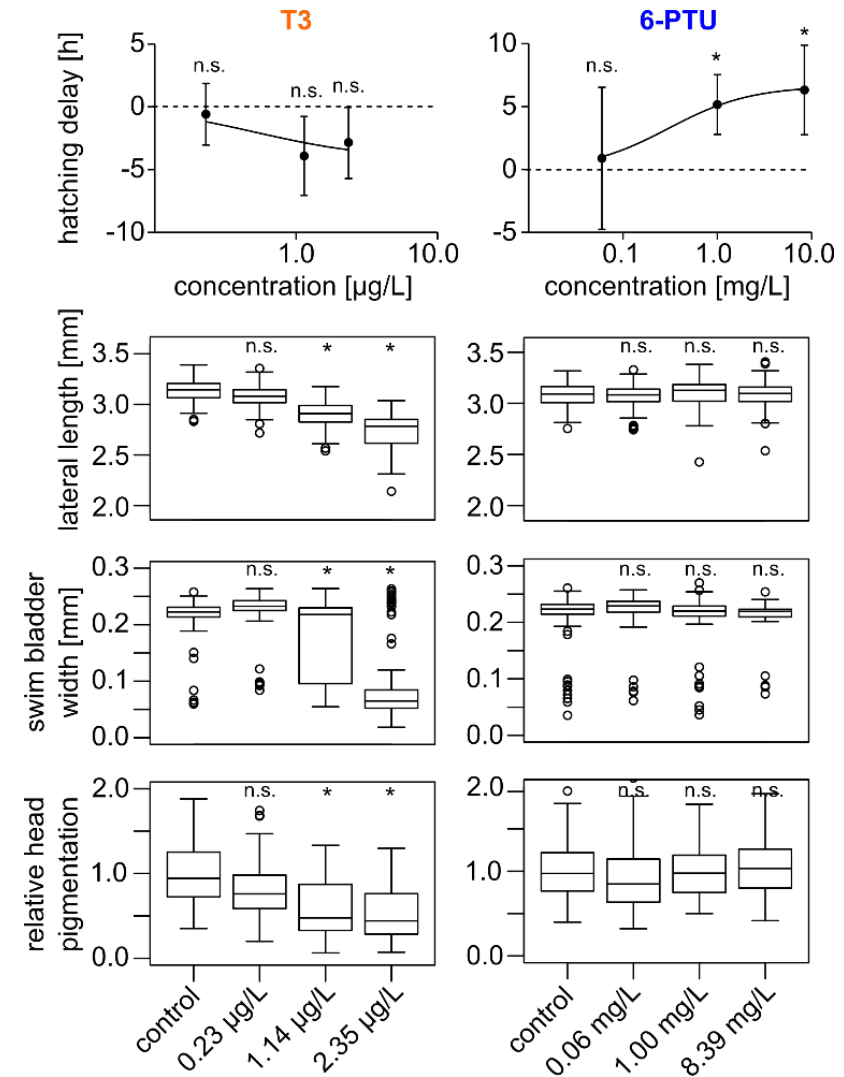 T3
6-PTU
hatching delay [h]
5
0
-5
-10
n.s.
n.s.
n.s.
1.0
10.0
concentration [µg/L]
10
5
0
-5
n.s.
*
*
0.1
1.0
10.0
concentration [mg/L]
lateral length [mm]
3.5
3.0
2.5
2.0
n.s.
*
*
3.5
3.0
2.5
2.0
n.s.
n.s.
n.s.
swim bladder
width [mm]
0.3
0.2
0.1
0.0
n.s.
*
*
0.3
0.2
0.1
0.0
n.s.
n.s.
n.s.
relative head
pigmentation
2.0
1.0
0.0
n.s.
*
*
2.0
1.0
0.0
n.s.
n.s.
n.s.
control
0.23 µg/L
1.14 µg/L
2.35 µg/L
control
0.06 mg/L
1.00 mg/L
8.39 mg/L